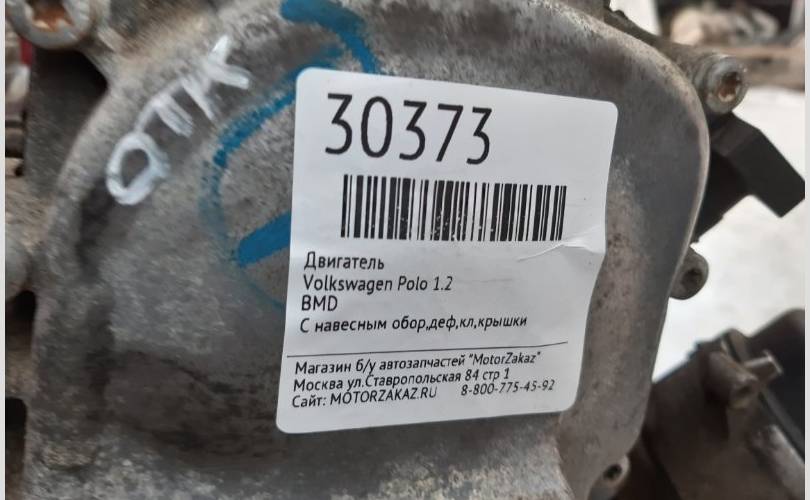 ОТК
30373
Двигатель
Volkswagen Polo 1.2
BMD
С навесным обор,деф,кл,крышки
Магазин б/у автозапчастей "MotorZakaz"
Москва ул.Ставропольская 84 стр 1
Сайт: MOTORZAKAZ.RU 8-800-775-45-92